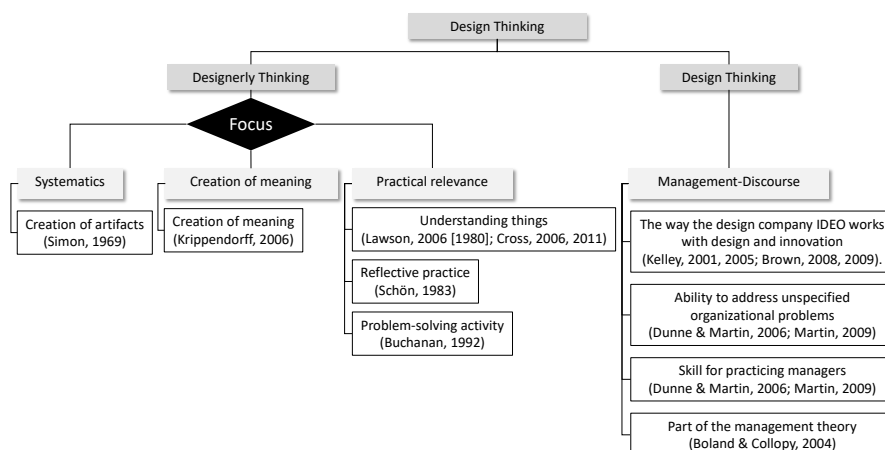 Design Thinking
Designerly Thinking
Design Thinking
Focus
Systematics
Creation of meaning
Practical relevance
Management-Discourse
Creation of artifacts
(Simon, 1969)
Creation of meaning
(Krippendorff, 2006)
Understanding things
(Lawson, 2006 [1980]; Cross, 2006, 2011)
Reflective practice
(Schön, 1983)
Problem-solving activity
(Buchanan, 1992)
The way the design company IDEO works
with design and innovation
(Kelley, 2001, 2005; Brown, 2008, 2009).
Ability to address unspecified
organizational problems
(Dunne & Martin, 2006; Martin, 2009)
Skill for practicing managers
(Dunne & Martin, 2006; Martin, 2009)
Part of the management theory
(Boland & Collopy, 2004)